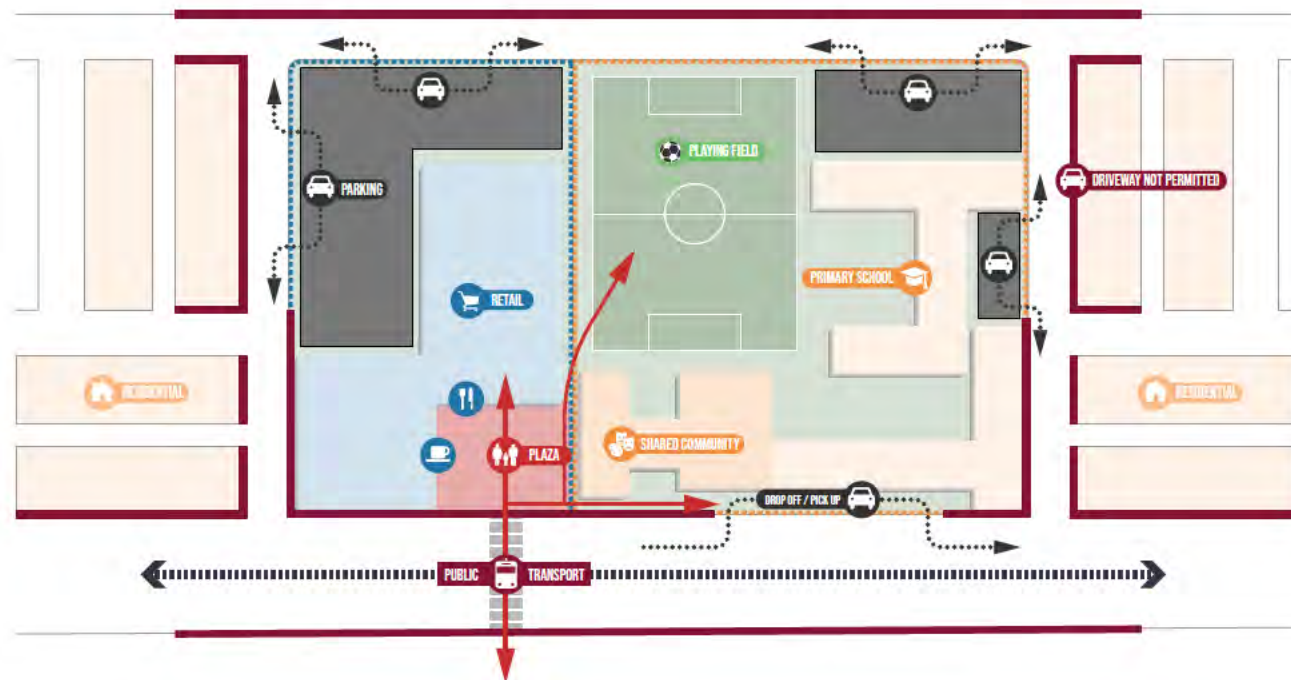 PLAYING FIELD
DRIVEWAY NOT PERMITTED
PARKING
PRIMARY SCHOOL
RETAIL
RESIDENTIAL
RESIDENTIAL
SHARED COMMUNITY
PLAZA
DROP OFF / PICK UP
PUBLIC TRANSPORT